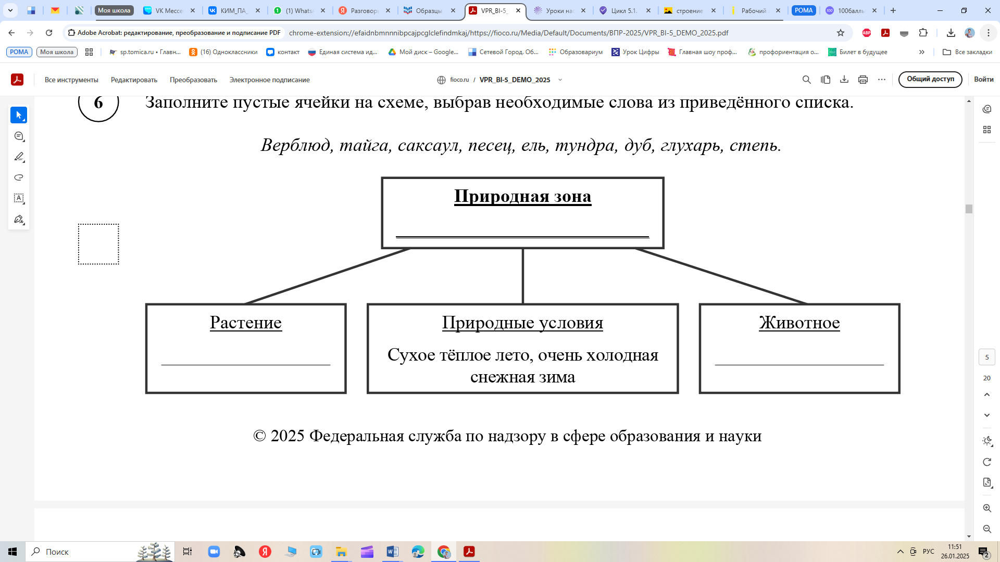 Моя школа
VK Мессе
КИМ_ПА_
(1) Whats
Разговор
Образцы
VPR_BI-5_
Уроки нас
Цикл 5.1.
строение
Рабочий
РОМА
100балль
Adobe Acrobat: редактирование, преобразование и подписание PDF
chrome-extension://efaidnbmnnnibpcajpcglclefindmkaj/https://fioco.ru/Media/Default/Documents/ВПР-2025/VPR_BI-5_DEMO_2025.pdf
РОМА
Моя школа
sp.tomica.ru • Главн...
(16) Одноклассники
контакт
Единая система ид...
Мой диск – Google...
Сетевой Город. Об...
Образовариум
Урок Цифры
Главная шоу проф...
профориентация о...
Билет в будущее
Все закладки
Все инструменты
Редактировать
Преобразовать
Электронное подписание
fioco.ru / VPR_BI-5_DEMO_2025
Общий доступ
Войти
6
Заполните пустые ячейки на схеме, выбрав необходимые слова из приведённого списка.
Верблюд, тайга, саксаул, песец, ель, тундра, дуб, глухарь, степь.
Природная зона
Растение
Природные условия
Сухое тёплое лето, очень холодная
снежная зима
Животное
© 2025 Федеральная служба по надзору в сфере образования и науки
5
20
Поиск
РУС
11:51
26.01.2025
2